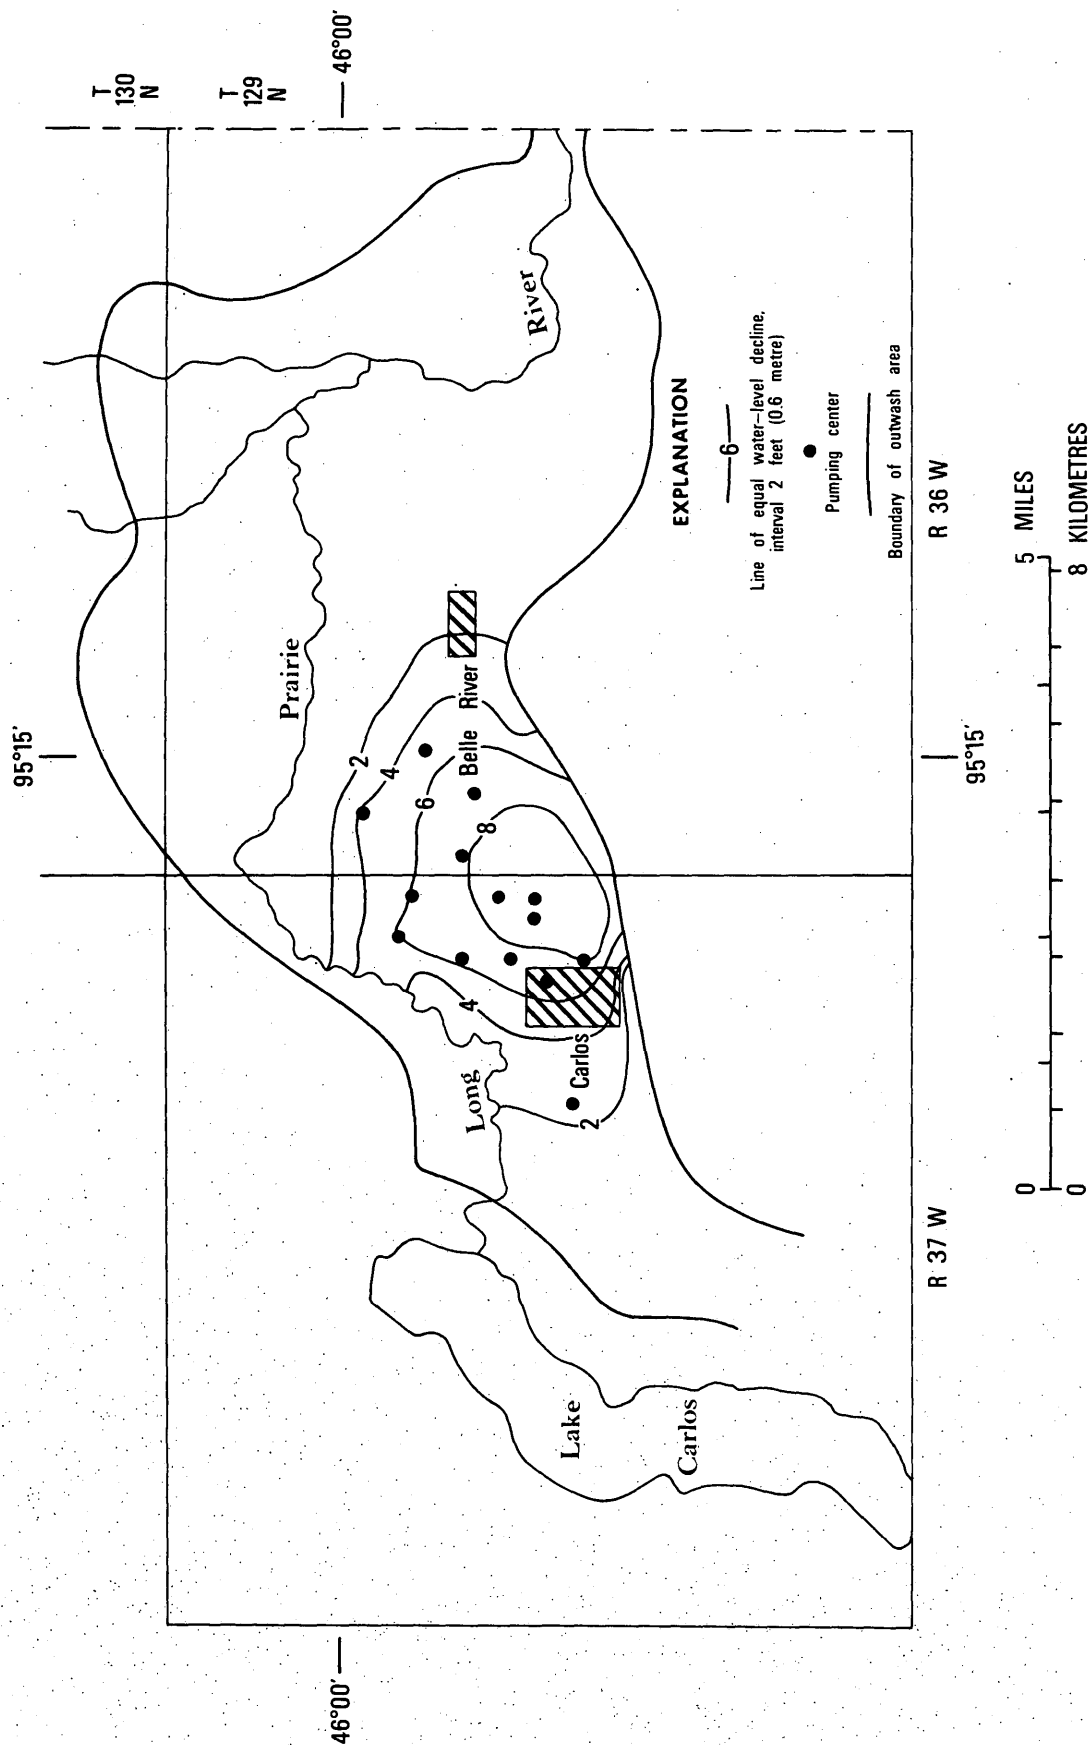 T
130
N
T
129
N
46°00'
95°15'
Prairie
River
2
4
6
8
Belle River
4
Long
Carlos
2
Lake
Carlos
46°00'
EXPLANATION
6
Line of equal water-level decline,
interval 2 feet (0.6 metre)
Pumping center
Boundary of outwash area
R 37 W
95°15'
R 36 W
0 5 MILES
0 8 KILOMETRES